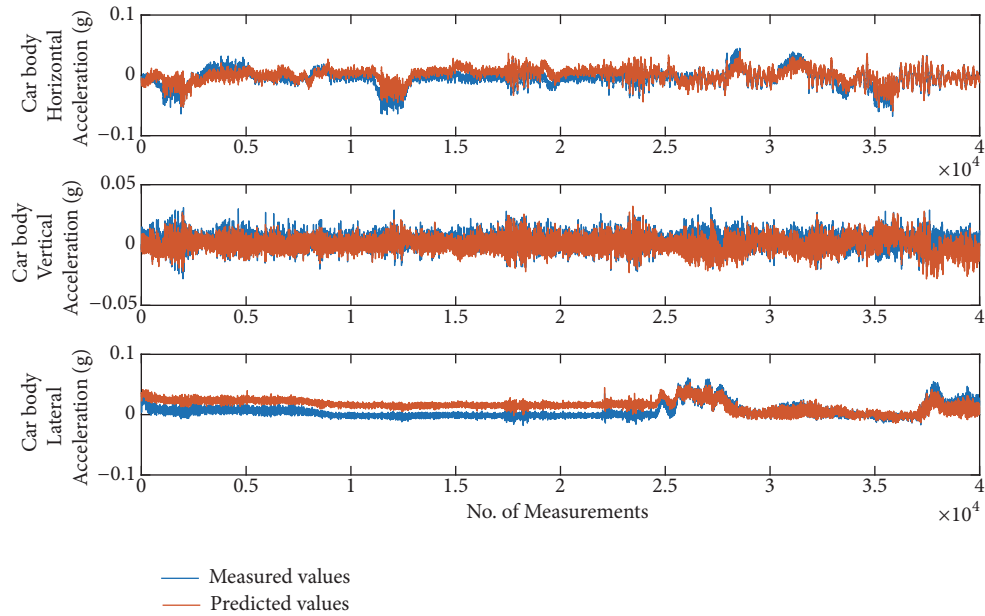 Car body
Horizontal
Acceleration (g)
0.1
0
−0.1
0 0.5 1 1.5 2 2.5 3 3.5 4
×10^4
Car body
Vertical
Acceleration (g)
0.05
0
−0.05
0 0.5 1 1.5 2 2.5 3 3.5 4
×10^4
Car body
Lateral
Acceleration (g)
0.1
0
−0.1
0 0.5 1 1.5 2 2.5 3 3.5 4
No. of Measurements
×10^4
Measured values
Predicted values